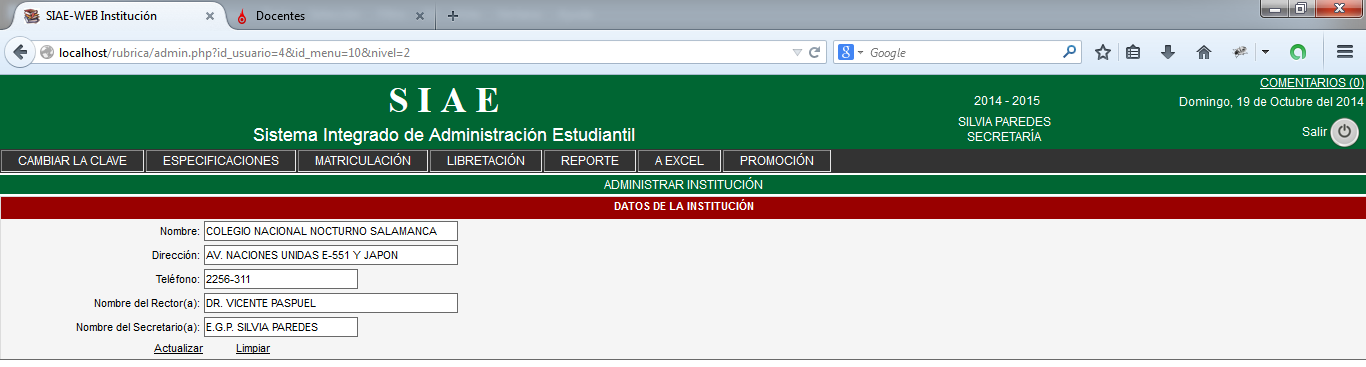 SIAE-WEB Institución
Docentes
localhost/rubrica/admin.php?id_usuario=4&id_menu=10&nivel=2
Google
COMENTARIOS (0)
S I A E
2014 - 2015
Domingo, 19 de Octubre del 2014
Sistema Integrado de Administración Estudiantil
SILVIA PAREDES
SECRETARÍA
Salir
CAMBIAR LA CLAVE ESPECIFICACIONES MATRICULACIÓN LIBRETACIÓN REPORTE A EXCEL PROMOCIÓN
ADMINISTRAR INSTITUCIÓN
DATOS DE LA INSTITUCIÓN
Nombre: COLEGIO NACIONAL NOCTURNO SALAMANCA
Dirección: AV. NACIONES UNIDAS E-551 Y JAPON
Teléfono: 2256-311
Nombre del Rector(a): DR. VICENTE PASPUEL
Nombre del Secretario(a): E.G.P. SILVIA PAREDES
Actualizar Limpiar